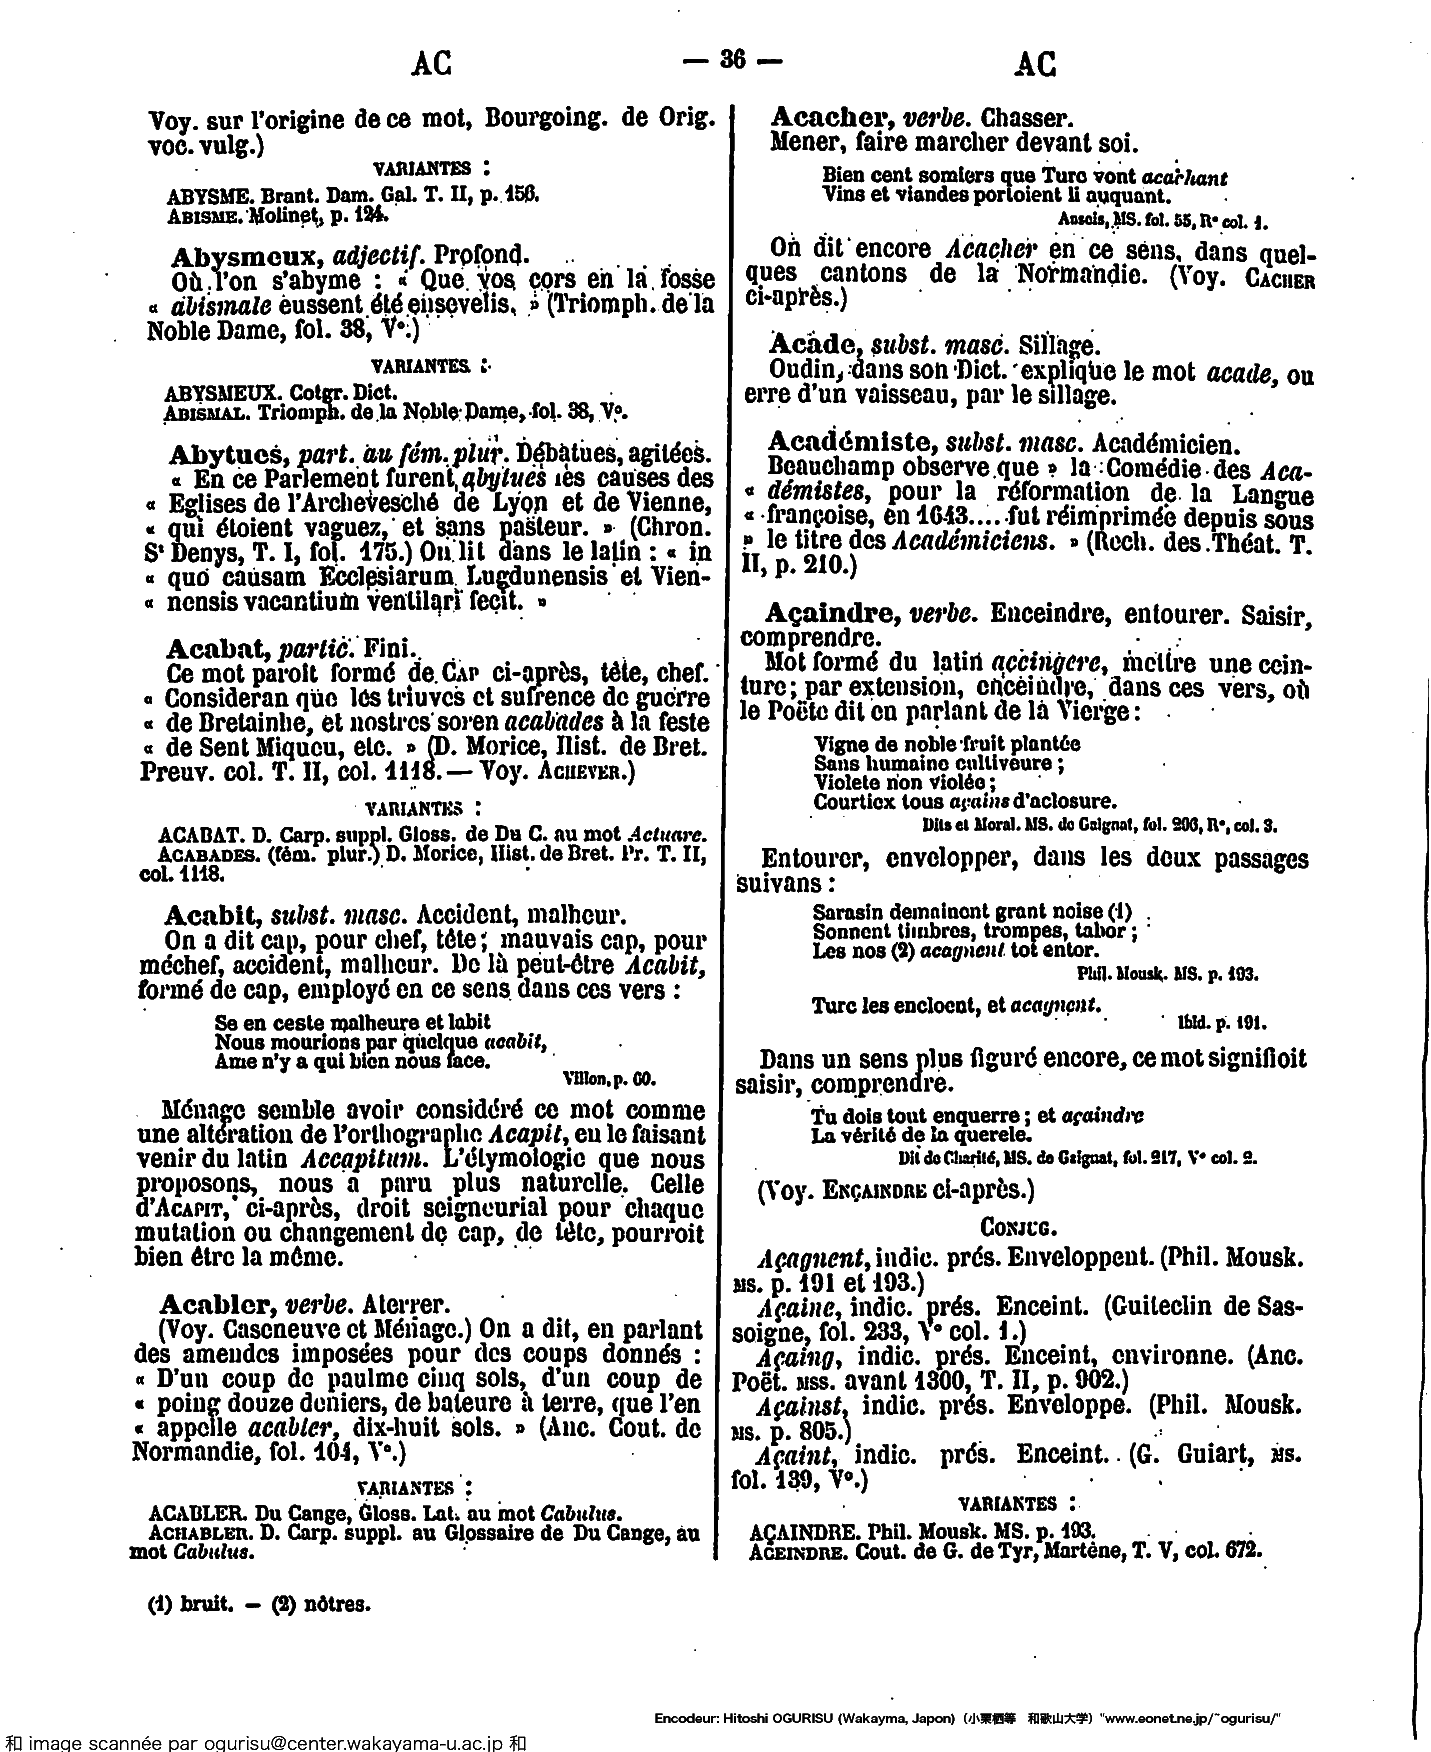 AC
— 36 —
AC
Voy. sur l'origine de ce mot, Bourgoing. de Orig.
voc. vulg.)
VARIANTES :
ABYSME. Brant. Dam. Gal. T. II, p. 156.
ABISME. Molinet, p. 124.
Abysmeux, adjectif. Profond.
Où l'on s'abyme : « Que vos cors en la fosse
« abismale eussent été ensevelis. » (Triomph. de la
Noble Dame, fol. 38, V°.)
VARIANTES :
ABYSMEUX. Cotgr. Dict.
ABISMAL. Triomph. de la Noble Dame, fol. 38, V°.
Abytues, part. au fém. plur. Débatues, agitées.
« En ce Parlement furent abytues les causes des
« Eglises de l'Archevesché de Lyon et de Vienne,
« qui étoient vaguez, et sans pasteur. » (Chron.
St Denys, T. I, fol. 175.) On lit dans le latin : « in
« quo causam Ecclesiarum Lugdunensis et Vien-
« nensis vacantium ventilari fecit. »
Acabat, partic. Fini.
Ce mot paroit formé de CAP ci-après, tête, chef.
« Consideran que les triuves et sufrence de guerre
« de Bretainhe, et nostres soren acabades à la feste
« de Sent Miqueu, etc. » (D. Morice, Hist. de Bret.
Preuv. col. T. II, col. 1118. — Voy. ACHEVER.)
VARIANTES :
ACABAT. D. Carp. suppl. Gloss. de Du C. au mot Actuare.
ACABADES. (fém. plur.) D. Morice, Hist. de Bret. Pr. T. II,
col. 1118.
Acabit, subst. masc. Accident, malheur.
On a dit cap, pour chef, tête; mauvais cap, pour
méchef, accident, malheur. De là peut-être Acabit,
formé de cap, employé en ce sens dans ces vers :
Se en ceste malheure et labit
Nous mourions par quelque acabit,
Ame n'y a qui bien nous face.
Villon, p. 60.
Ménage semble avoir considéré ce mot comme
une altération de l'orthographe Acapit, en le faisant
venir du latin Accapitum. L'étymologie que nous
proposons, nous a paru plus naturelle. Celle
d'ACAPIT, ci-après, droit seigneurial pour chaque
mutation ou changement de cap, de tête, pourroit
bien être la même.
Acabler, verbe. Aterrer.
(Voy. Caseneuve et Ménage.) On a dit, en parlant
des amendes imposées pour des coups donnés :
« D'un coup de paulme cinq sols, d'un coup de
« poing douze deniers, de bateure à terre, que l'en
« appelle acabler, dix-huit sols. » (Anc. Cout. de
Normandie, fol. 104, V°.)
VARIANTES :
ACABLER. Du Cange, Gloss. Lat. au mot Cabulus.
ACHABLER. D. Carp. suppl. au Glossaire de Du Cange, au
mot Cabulus.
(1) bruit. — (2) nôtres.
Acacher, verbe. Chasser.
Mener, faire marcher devant soi.
Bien cent somiers que Turc vont acachant
Vins et viandes portoient li auquant.
Anseis, MS. fol. 55, R° col. 1.
On dit encore Acacher en ce sens, dans quel-
ques cantons de la Normandie. (Voy. CACHER
ci-après.)
Acade, subst. masc. Sillage.
Oudin, dans son Dict. explique le mot acade, ou
erre d'un vaisseau, par le sillage.
Académiste, subst. masc. Académicien.
Beauchamp observe que » la Comédie des Aca-
« démistes, pour la réformation de la Langue
« françoise, en 1643.... fut réimprimée depuis sous
» le titre des Académiciens. » (Rech. des Théat. T.
II, p. 210.)
Açaindre, verbe. Enceindre, entourer. Saisir,
comprendre.
Mot formé du latin accingere, mettre une cein-
ture; par extension, enceindre, dans ces vers, où
le Poëte dit en parlant de la Vierge :
Vigne de noble fruit plantée
Sans humaine cultiveure ;
Violete non violée ;
Courtiex tous açains d'aclosure.
Dits et Moral. MS. de Gaignat, fol. 296, R°, col. 3.
Entourer, envelopper, dans les deux passages
suivans :
Sarasin demainent grant noise (1)
Sonnent timbres, trompes, tabor ;
Les nos (2) acagnent tot entor.
Phil. Mousk. MS. p. 193.
Turc les encloent, et acagnent.
Ibid. p. 191.
Dans un sens plus figuré encore, ce mot signifioit
saisir, comprendre.
Tu dois tout enquerre ; et açaindre
La vérité de la querele.
Dit de Charité, MS. de Gaignat, fol. 217, V° col. 2.
(Voy. ENÇAINDRE ci-après.)
CONJUG.
Açagnent, indic. prés. Enveloppent. (Phil. Mousk.
MS. p. 191 et 193.)
Açaine, indic. prés. Enceint. (Guiteclin de Sas-
soigne, fol. 233, V° col. 1.)
Açaing, indic. prés. Enceint, environne. (Anc.
Poët. MSS. avant 1300, T. II, p. 902.)
Açainst, indic. prés. Enveloppe. (Phil. Mousk.
MS. p. 805.)
Açaint, indic. prés. Enceint. (G. Guiart, MS.
fol. 139, V°.)
VARIANTES :
AÇAINDRE. Phil. Mousk. MS. p. 193.
ACEINDRE. Cout. de G. de Tyr, Martène, T. V, col. 672.
Encodeur: Hitoshi OGURISU (Wakayma, Japon) (小栗栖等 和歌山大学) "www.eonet.ne.jp/~ogurisu/"
和 image scannée par ogurisu@center.wakayama-u.ac.jp 和